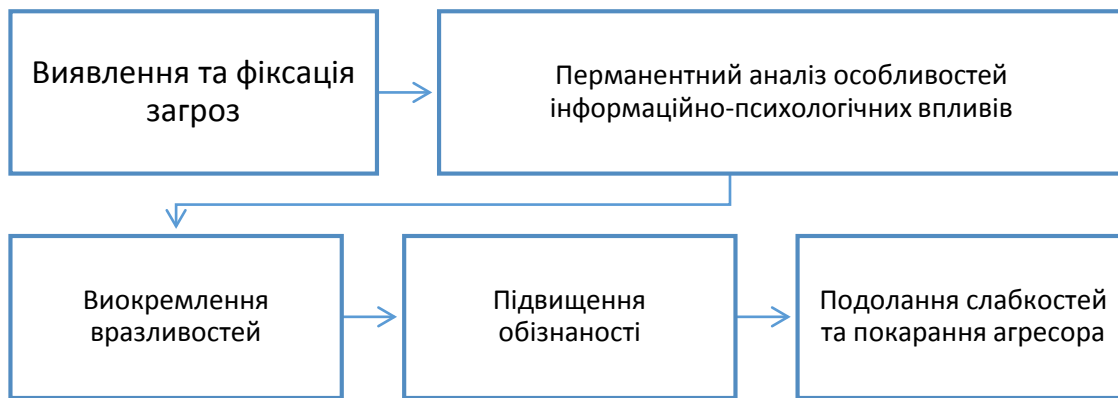 Виявлення та фіксація
загроз
Перманентний аналіз особливостей
інформаційно-психологічних впливів
Виокремлення
вразливостей
Підвищення
обізнаності
Подолання слабкостей
та покарання агресора